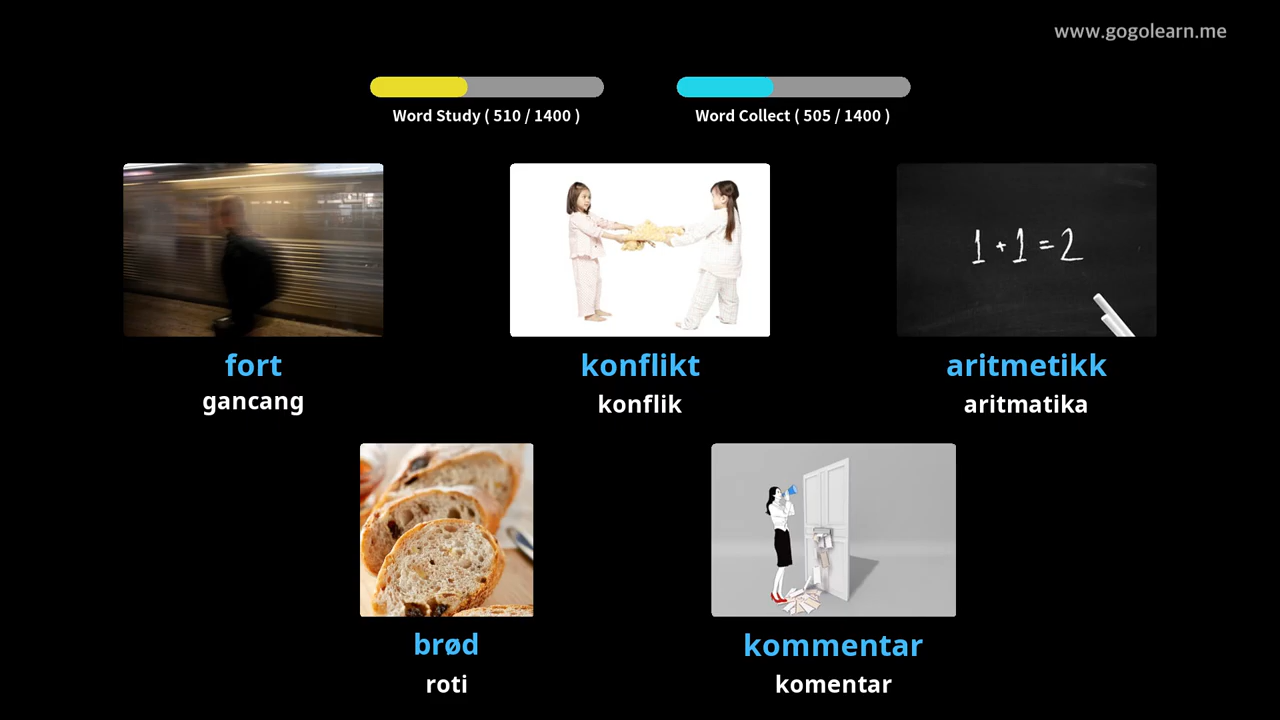 www.gogolearn.me
Word Study ( 510 / 1400 )
Word Collect ( 505 / 1400 )
1 + 1 = 2
fort
gancang
konflikt
konflik
aritmetikk
aritmatika
brød
roti
kommentar
komentar